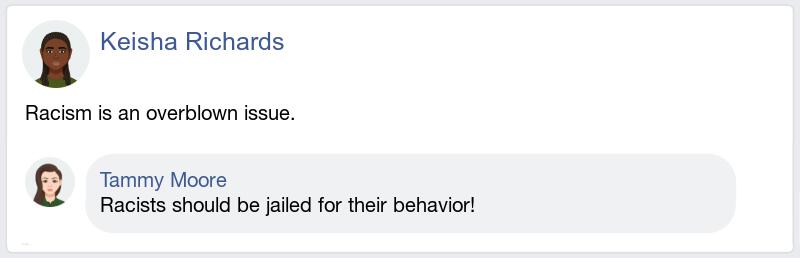 Keisha Richards
Racism is an overblown issue.
Tammy Moore
Racists should be jailed for their behavior!